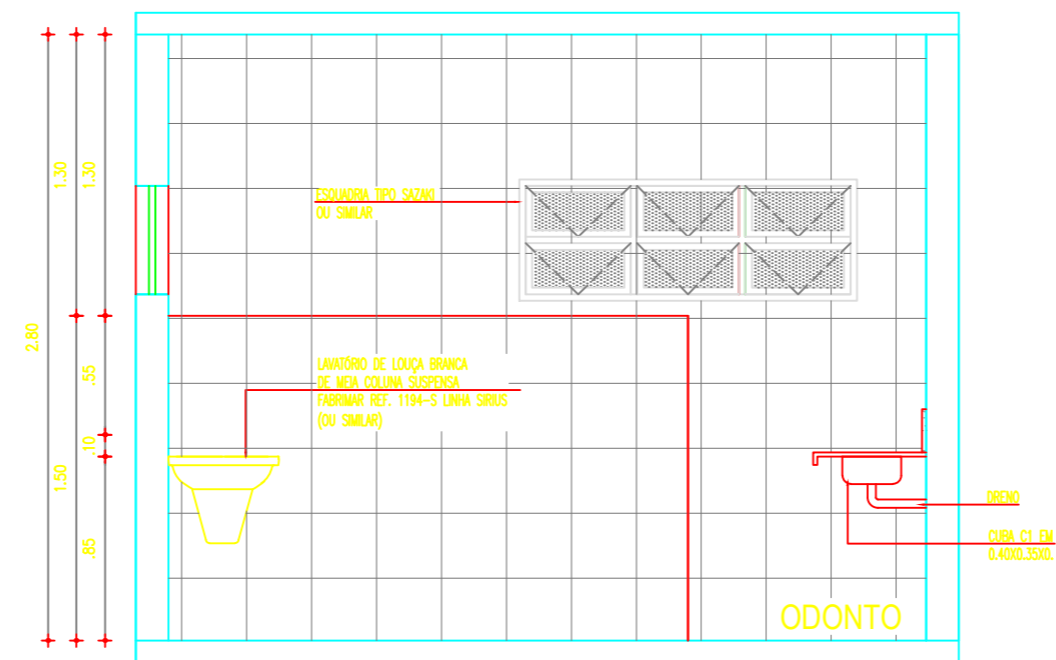 1.30
1.30
ESQUADRIA TIPO SAZAKI
OU SIMILAR
2.80
.55
LAVATÓRIO DE LOUÇA BRANCA
DE MEIA COLUNA SUSPENSA
FABRIMAR REF. 1194-S LINHA SIRIUS
(OU SIMILAR)
.10
1.50
.85
DRENO
CUBA C1 EM
0.40X0.35X0.
ODONTO